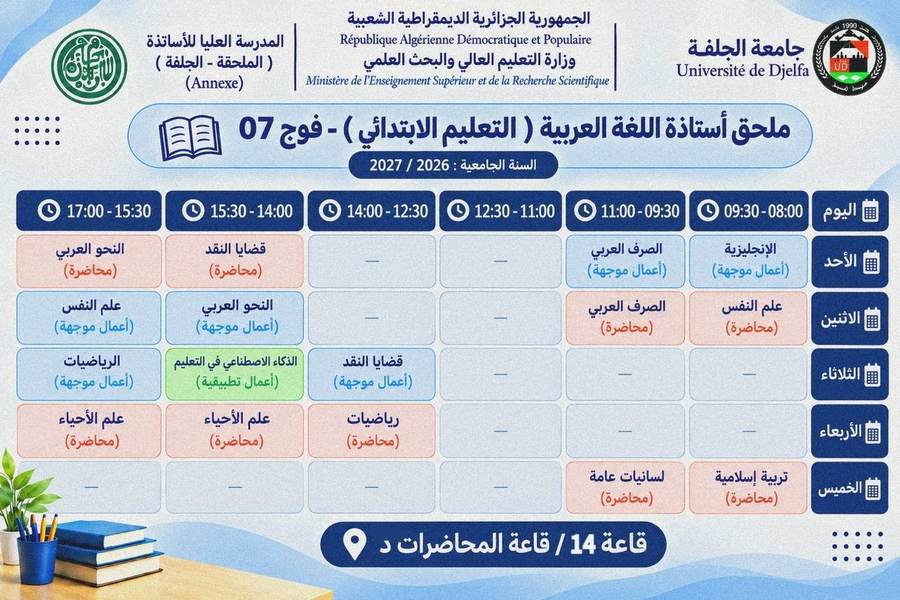 المدرسة العليا للأساتذة
( الملحقة - الجلفة )
(Annexe)
الجمهورية الجزائرية الديمقراطية الشعبية
République Algérienne Démocratique et Populaire
وزارة التعليم العالي والبحث العلمي
Ministère de l'Enseignement Supérieur et de la Recherche Scientifique
جامعة الجلفة
Université de Djelfa
1990
UD
ملحق أستاذة اللغة العربية ( التعليم الابتدائي ) - فوج 07
السنة الجامعية : 2026 / 2027
اليوم 08:00 - 09:30 09:30 - 11:00 11:00 - 12:30 12:30 - 14:00 14:00 - 15:30 15:30 - 17:00
الأحد
الإنجليزية
(أعمال موجهة)
الصرف العربي
(أعمال موجهة)
—
—
قضايا النقد
(محاضرة)
النحو العربي
(محاضرة)
الاثنين
علم النفس
(محاضرة)
الصرف العربي
(محاضرة)
—
—
النحو العربي
(أعمال موجهة)
علم النفس
(أعمال موجهة)
الثلاثاء
—
—
—
قضايا النقد
(أعمال موجهة)
الذكاء الاصطناعي في التعليم
(أعمال تطبيقية)
الرياضيات
(أعمال موجهة)
الأربعاء
—
—
—
رياضيات
(محاضرة)
علم الأحياء
(محاضرة)
علم الأحياء
(محاضرة)
الخميس
تربية إسلامية
(محاضرة)
لسانيات عامة
(محاضرة)
—
—
—
—
قاعة 14 / قاعة المحاضرات د